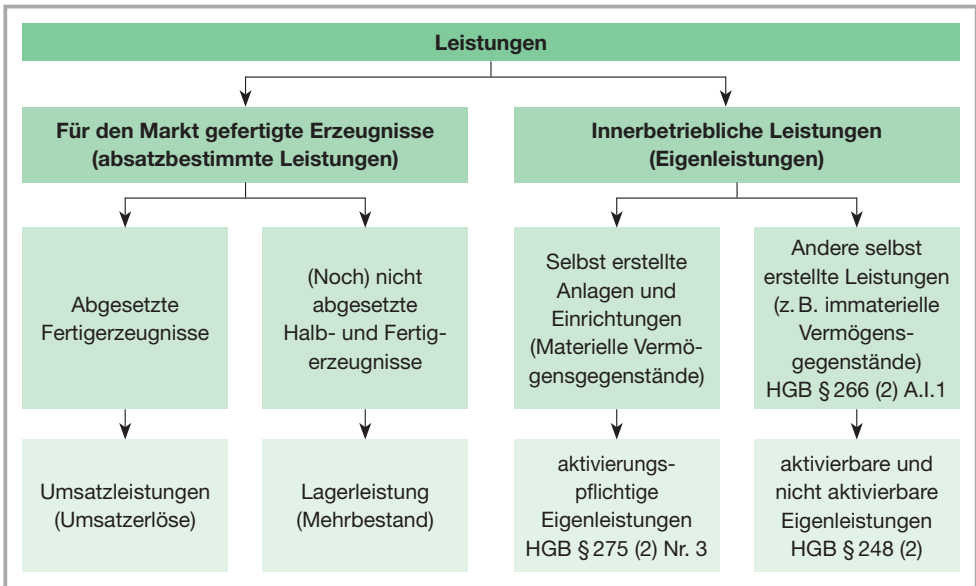 Leistungen
Für den Markt gefertigte Erzeugnisse
(absatzbestimmte Leistungen)
Innerbetriebliche Leistungen
(Eigenleistungen)
Abgesetzte
Fertigerzeugnisse
(Noch) nicht
abgesetzte
Halb- und Fertig-
erzeugnisse
Selbst erstellte
Anlagen und
Einrichtungen
(Materielle Vermö-
gensgegenstände)
Andere selbst
erstellte Leistungen
(z. B. immaterielle
Vermögens-
gegenstände)
HGB § 266 (2) A.I.1
Umsatzleistungen
(Umsatzerlöse)
Lagerleistung
(Mehrbestand)
aktivierungs-
pflichtige
Eigenleistungen
HGB § 275 (2) Nr. 3
aktivierbare und
nicht aktivierbare
Eigenleistungen
HGB § 248 (2)